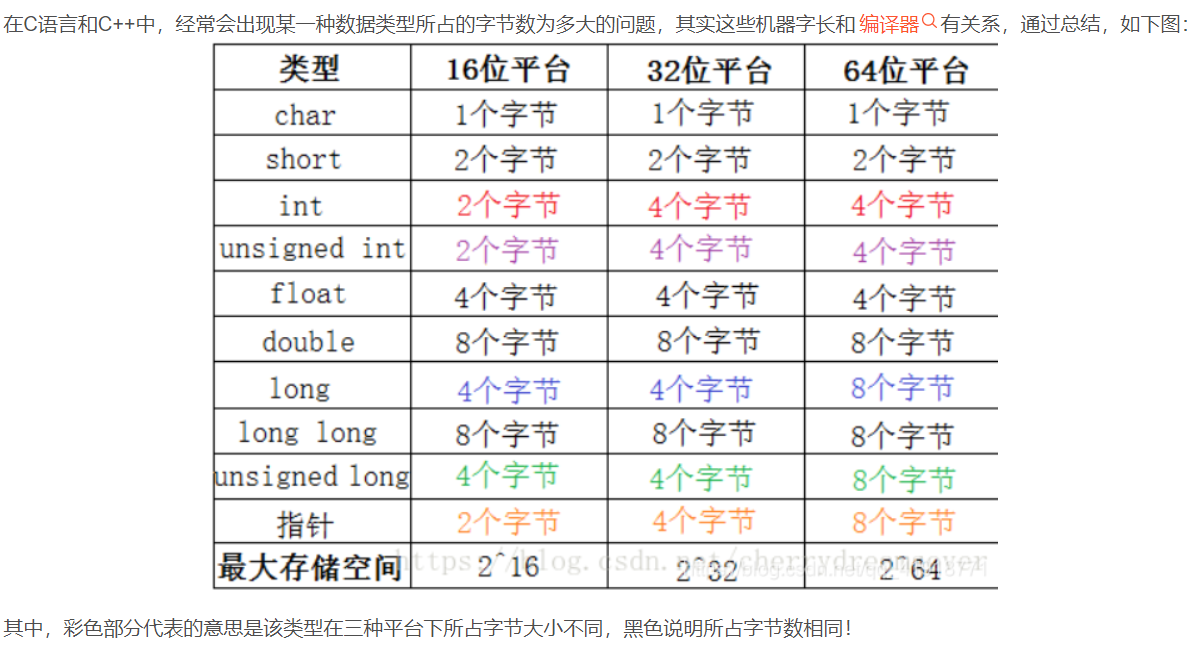 在C语言和C++中，经常会出现某一种数据类型所占的字节数为多大的问题，其实这些机器字长和 编译器 有关系，通过总结，如下图：
类型 16位平台 32位平台 64位平台
char 1个字节 1个字节 1个字节
short 2个字节 2个字节 2个字节
int 2个字节 4个字节 4个字节
unsigned int 2个字节 4个字节 4个字节
float 4个字节 4个字节 4个字节
double 8个字节 8个字节 8个字节
long 4个字节 4个字节 8个字节
long long 8个字节 8个字节 8个字节
unsigned long 4个字节 4个字节 8个字节
指针 2个字节 4个字节 8个字节
https://blog.csdn.net/cherrydreamsover
最大存储空间 2^16 2^32 2^64
其中，彩色部分代表的意思是该类型在三种平台下所占字节大小不同，黑色说明所占字节数相同！